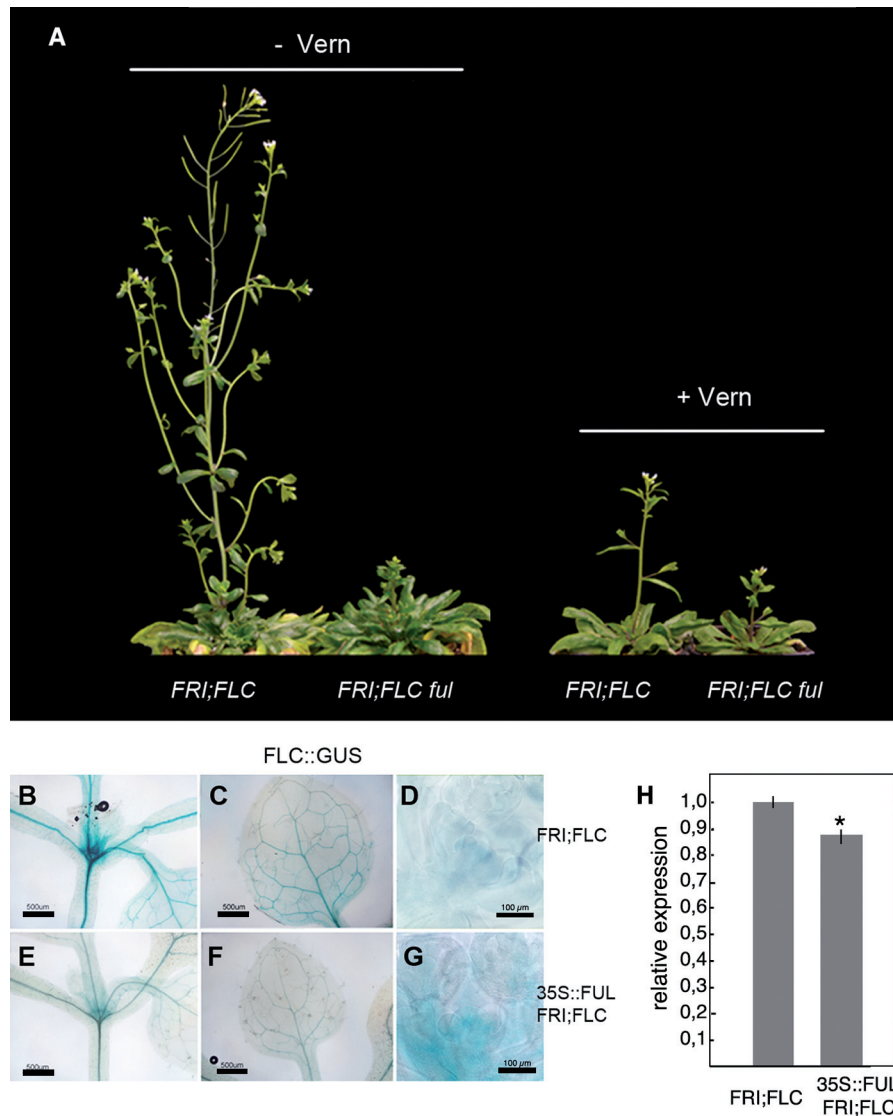 A
- Vern
+ Vern
FRI;FLC
FRI;FLC ful
FRI;FLC
FRI;FLC ful
FLC::GUS
B
500um
C
500um
D
100 µm
FRI;FLC
E
500um
F
500um
G
100 µm
35S::FUL
FRI;FLC
H
relative expression
1,0
0,9
0,8
0,7
0,6
0,5
0,4
0,3
0,2
0,1
*
FRI;FLC
35S::FUL
FRI;FLC